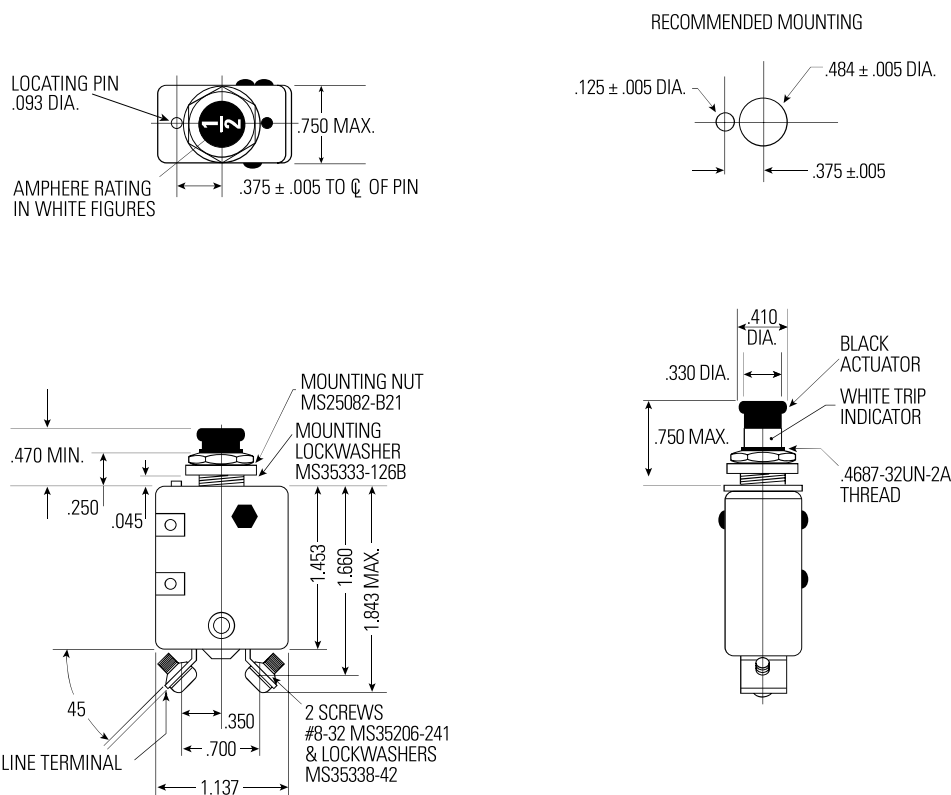 RECOMMENDED MOUNTING
LOCATING PIN
.093 DIA.
1/2
.750 MAX.
AMPHERE RATING
IN WHITE FIGURES
.375 ± .005 TO ℄ OF PIN
.125 ± .005 DIA.
.484 ± .005 DIA.
.375 ±.005
MOUNTING NUT
MS25082-B21
MOUNTING
LOCKWASHER
MS35333-126B
.470 MIN.
.250
.045
1.453
1.660
1.843 MAX.
45
LINE TERMINAL
.350
.700
1.137
2 SCREWS
#8-32 MS35206-241
& LOCKWASHERS
MS35338-42
.410
DIA.
.330 DIA.
BLACK
ACTUATOR
WHITE TRIP
INDICATOR
.750 MAX.
.4687-32UN-2A
THREAD